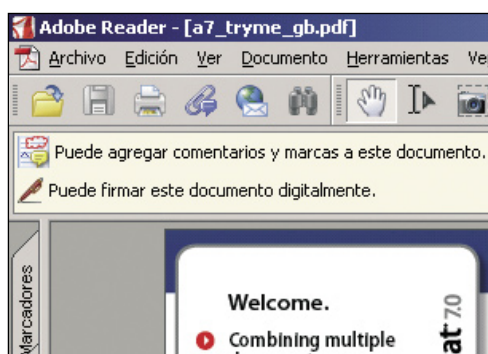 Adobe Reader - [a7_tryme_gb.pdf]
Archivo Edición Ver Documento Herramientas
Puede agregar comentarios y marcas a este documento.
Puede firmar este documento digitalmente.
Marcadores
Welcome.
7.0
Combining multiple